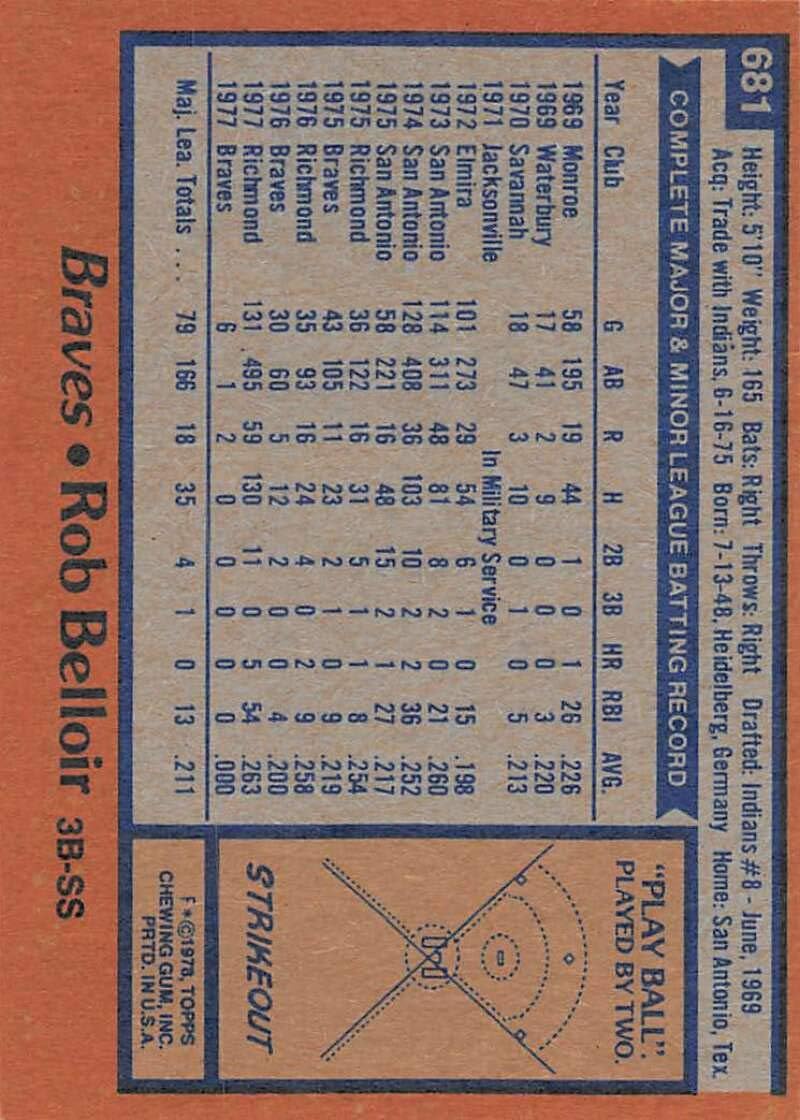 681
Height: 5'10" Weight: 165 Bats: Right Throws: Right Drafted: Indians #8 - June, 1969
Acq: Trade with Indians, 6-16-75 Born: 7-13-48, Heidelberg, Germany Home: San Antonio, Tex.
COMPLETE MAJOR & MINOR LEAGUE BATTING RECORD
Year Club G AB R H 2B 3B HR RBI AVG.
1969 Monroe 58 195 19 44 1 0 1 26 .226
1969 Waterbury 17 41 2 9 0 0 0 3 .220
1970 Savannah 18 47 3 10 0 1 0 5 .213
1971 Jacksonville In Military Service
1972 Elmira 101 273 29 54 6 1 0 15 .198
1973 San Antonio 114 311 48 81 8 2 0 21 .260
1974 San Antonio 128 408 36 103 10 2 2 36 .252
1975 San Antonio 58 221 16 48 15 2 1 27 .217
1975 Richmond 36 122 16 31 5 1 1 8 .254
1975 Braves 43 105 11 23 2 1 0 9 .219
1976 Richmond 35 93 16 24 4 0 2 9 .258
1976 Braves 30 60 5 12 2 0 0 4 .200
1977 Richmond 131 495 59 130 11 0 5 54 .263
1977 Braves 6 1 2 0 0 0 0 0 .000
Maj. Lea. Totals ... 79 166 18 35 4 1 0 13 .211
"PLAY BALL"
PLAYED BY TWO.
STRIKEOUT
F*©1978, TOPPS
CHEWING GUM, INC.
PRTD. IN U.S.A.
Braves • Rob Belloir 3B-SS